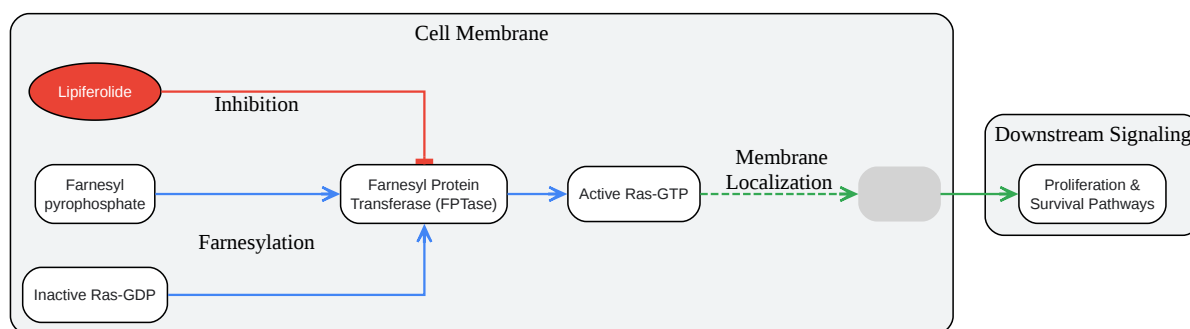 Cell Membrane
Lipiferolide
Inhibition
Downstream Signaling
Membrane
Localization
Farnesyl
pyrophosphate
Farnesyl Protein
Transferase (FPTase)
Active Ras-GTP
Proliferation &
Survival Pathways
Farnesylation
Inactive Ras-GDP